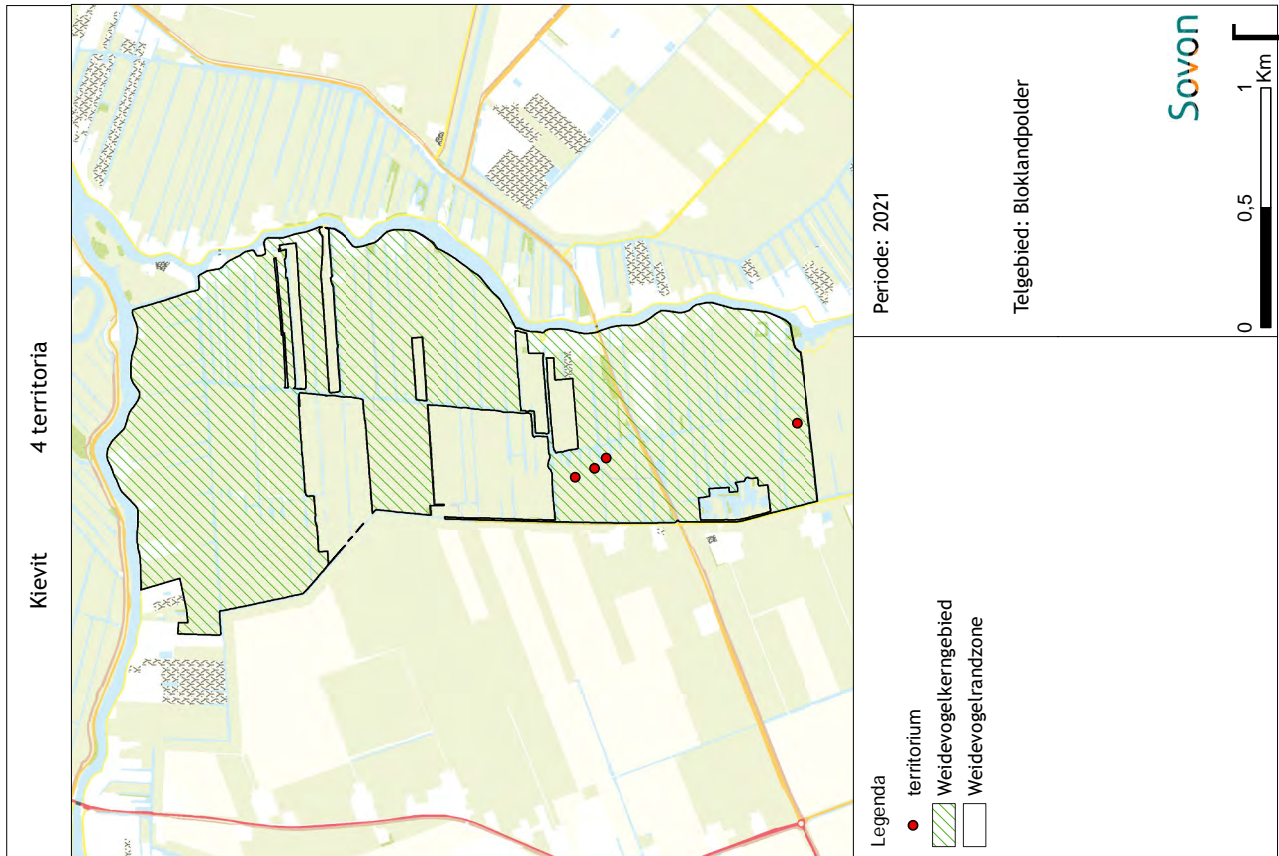 Kievit 4 territoria
Legenda
territorium
Weidevogelkerngebied
Weidevogelrandzone
Periode: 2021
Telgebied: Bloklandpolder
Sovon
0 0,5 1
Km